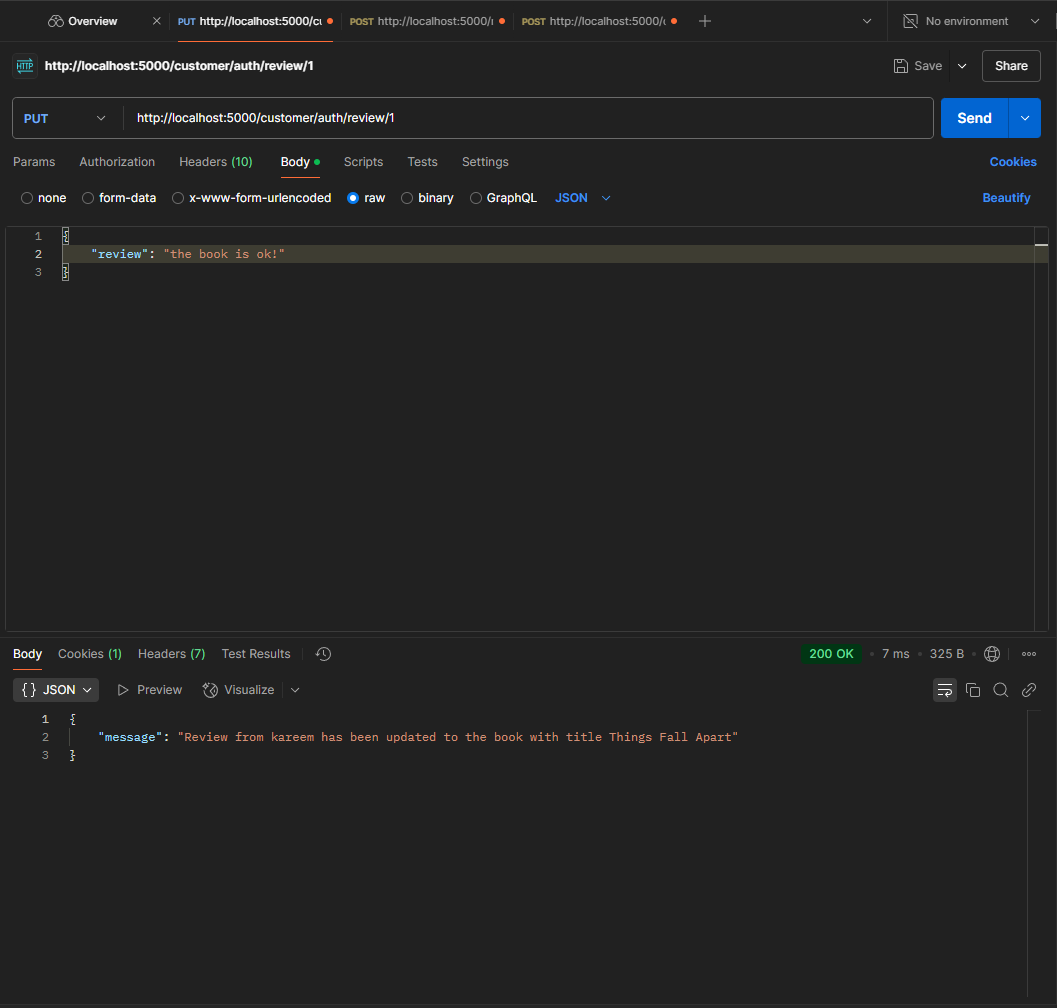 Overview PUT http://localhost:5000/cu POST http://localhost:5000/r POST http://localhost:5000/c No environment
HTTP http://localhost:5000/customer/auth/review/1 Save Share
PUT http://localhost:5000/customer/auth/review/1 Send
Params Authorization Headers (10) Body Scripts Tests Settings Cookies
none form-data x-www-form-urlencoded raw binary GraphQL JSON Beautify
1 {
2 "review": "the book is ok!"
3 }
Body Cookies (1) Headers (7) Test Results 200 OK 7 ms 325 B
{} JSON Preview Visualize
1 {
2 "message": "Review from kareem has been updated to the book with title Things Fall Apart"
3 }